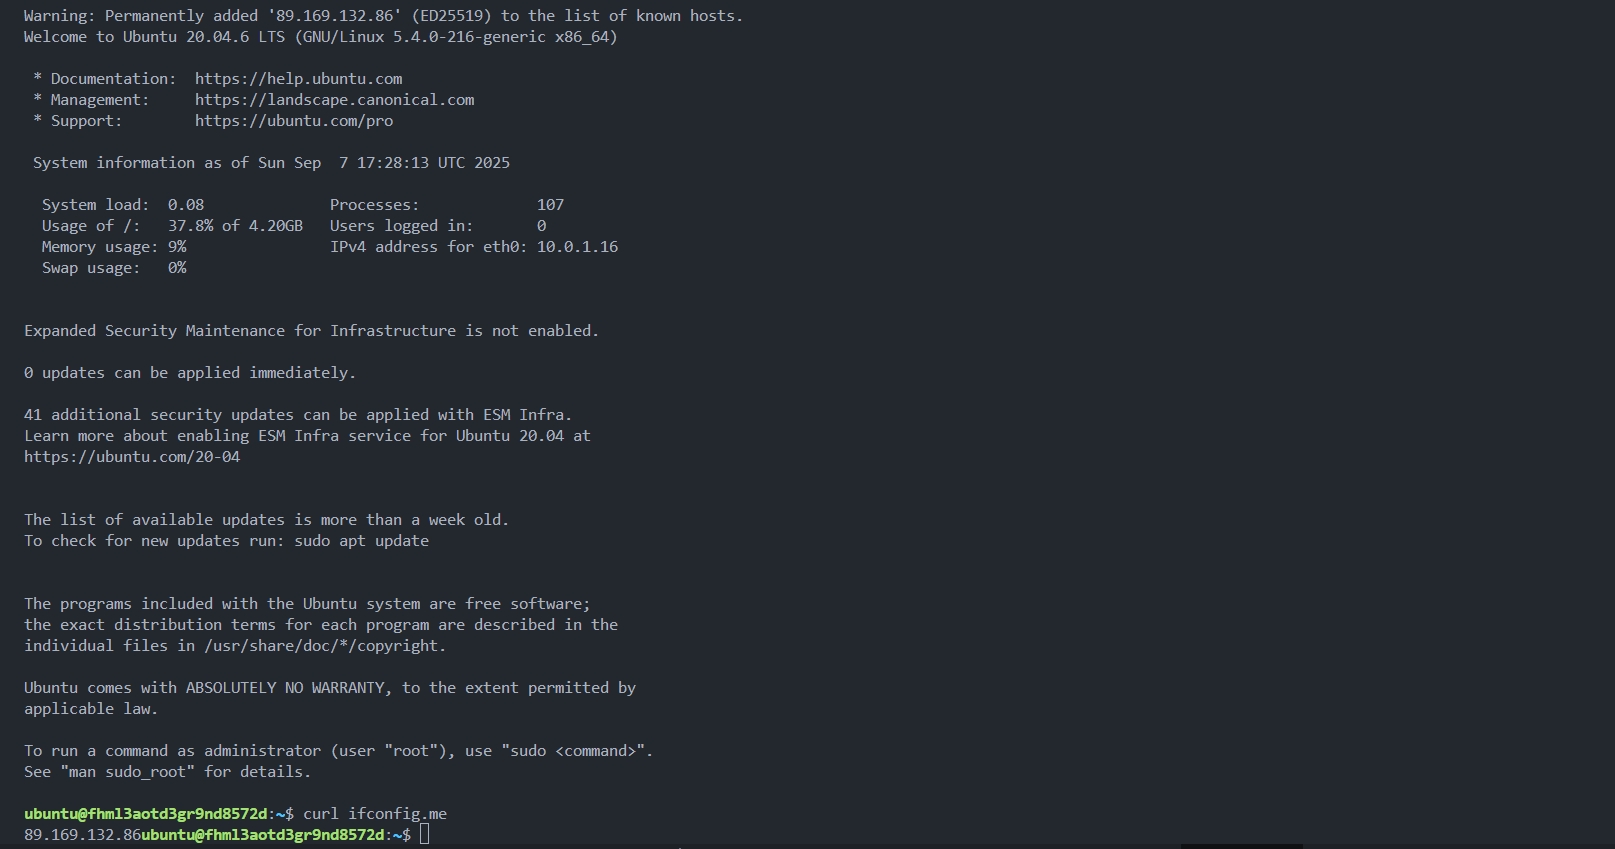 Warning: Permanently added '89.169.132.86' (ED25519) to the list of known hosts.
Welcome to Ubuntu 20.04.6 LTS (GNU/Linux 5.4.0-216-generic x86_64)
* Documentation:  https://help.ubuntu.com
* Management:     https://landscape.canonical.com
* Support:        https://ubuntu.com/pro
System information as of Sun Sep  7 17:28:13 UTC 2025
System load:  0.08              Processes:             107
Usage of /:   37.8% of 4.20GB   Users logged in:       0
Memory usage: 9%                IPv4 address for eth0: 10.0.1.16
Swap usage:   0%
Expanded Security Maintenance for Infrastructure is not enabled.
0 updates can be applied immediately.
41 additional security updates can be applied with ESM Infra.
Learn more about enabling ESM Infra service for Ubuntu 20.04 at
https://ubuntu.com/20-04
The list of available updates is more than a week old.
To check for new updates run: sudo apt update
The programs included with the Ubuntu system are free software;
the exact distribution terms for each program are described in the
individual files in /usr/share/doc/*/copyright.
Ubuntu comes with ABSOLUTELY NO WARRANTY, to the extent permitted by
applicable law.
To run a command as administrator (user "root"), use "sudo <command>".
See "man sudo_root" for details.
ubuntu@fhml3aotd3gr9nd8572d:~$ curl ifconfig.me
89.169.132.86ubuntu@fhml3aotd3gr9nd8572d:~$